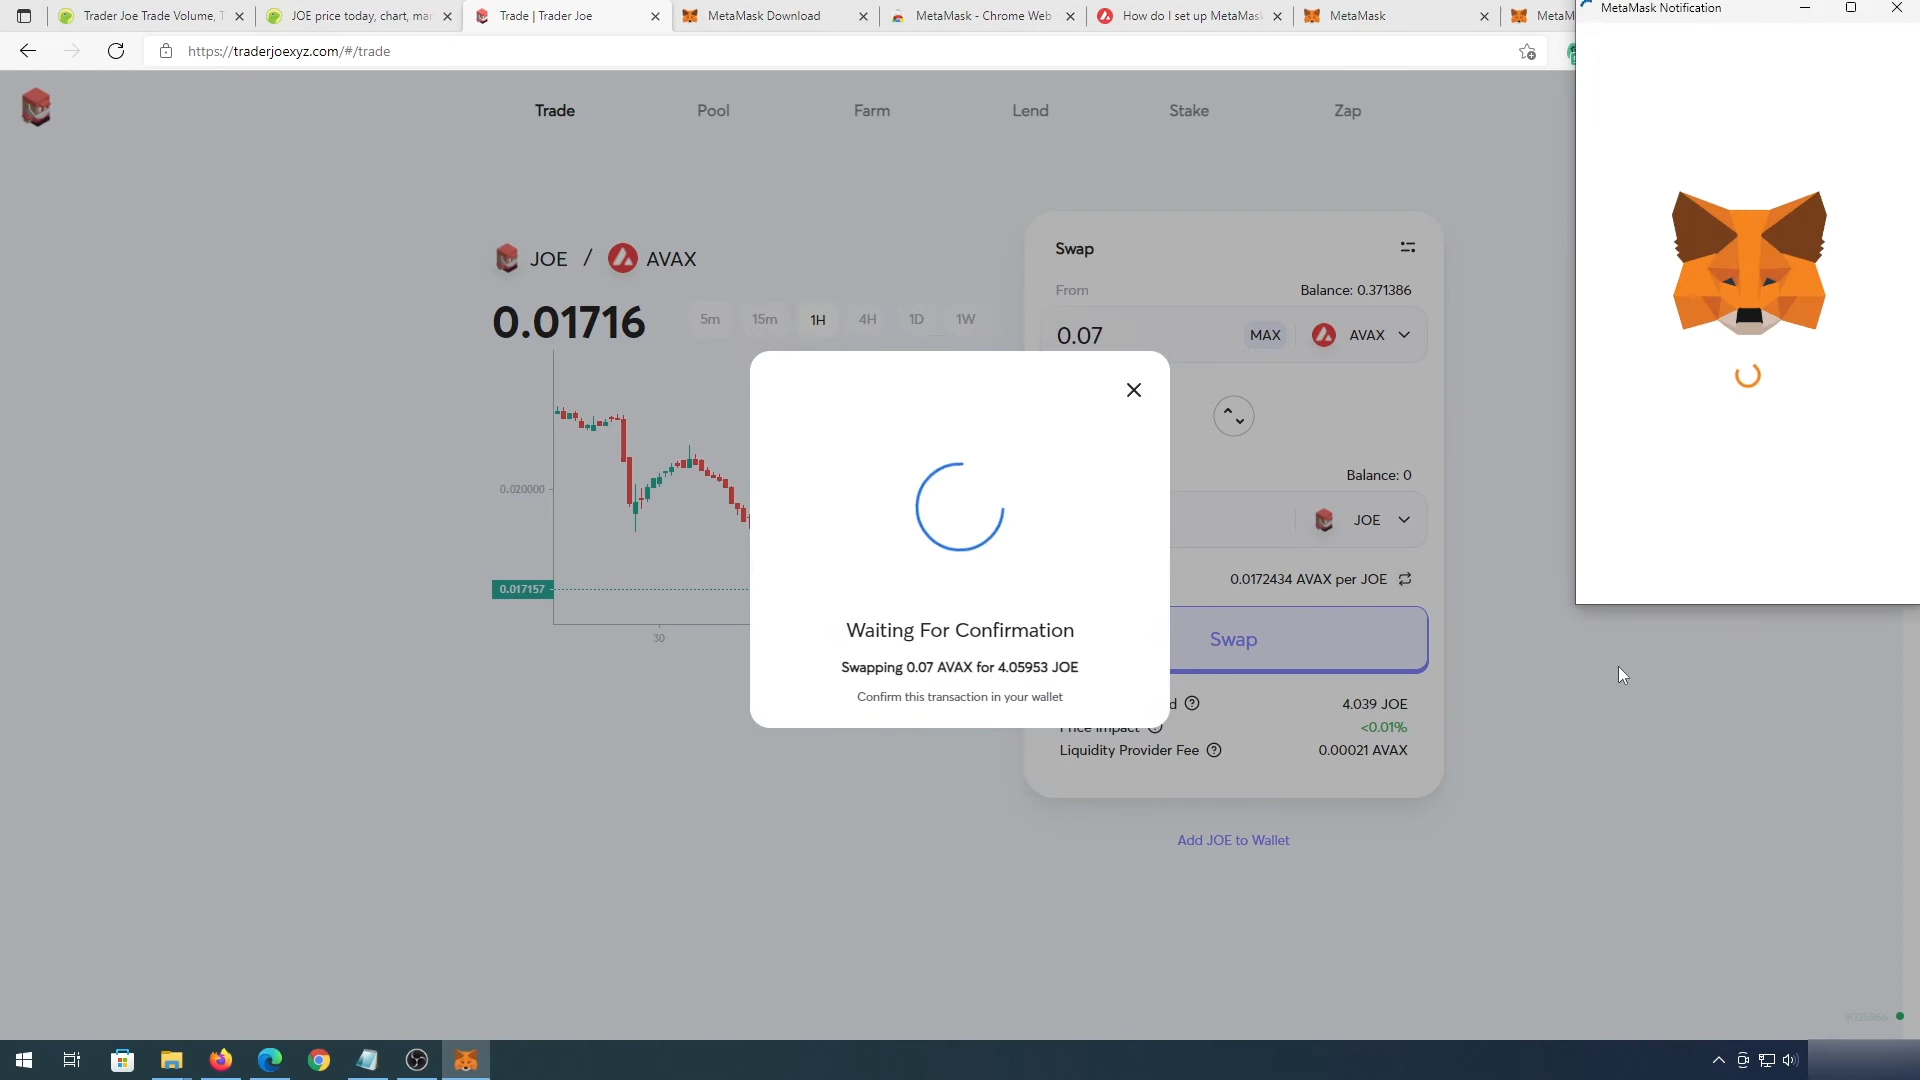 Trader Joe Trade Volume, T
JOE price today, chart, mar
Trade | Trader Joe
MetaMask Download
MetaMask - Chrome Web
How do I set up MetaMask
MetaMask
MetaM
MetaMask Notification
https://traderjoexyz.com/#/trade
Trade
Pool
Farm
Lend
Stake
Zap
JOE / AVAX
0.01716
5m
15m
1H
4H
1D
1W
0.020000
0.017157
30
Swap
From
Balance: 0.371386
0.07
MAX
AVAX
Balance: 0
JOE
0.0172434 AVAX per JOE
Swap
d
4.039 JOE
Price Impact
<0.01%
Liquidity Provider Fee
0.00021 AVAX
Add JOE to Wallet
Waiting For Confirmation
Swapping 0.07 AVAX for 4.05953 JOE
Confirm this transaction in your wallet